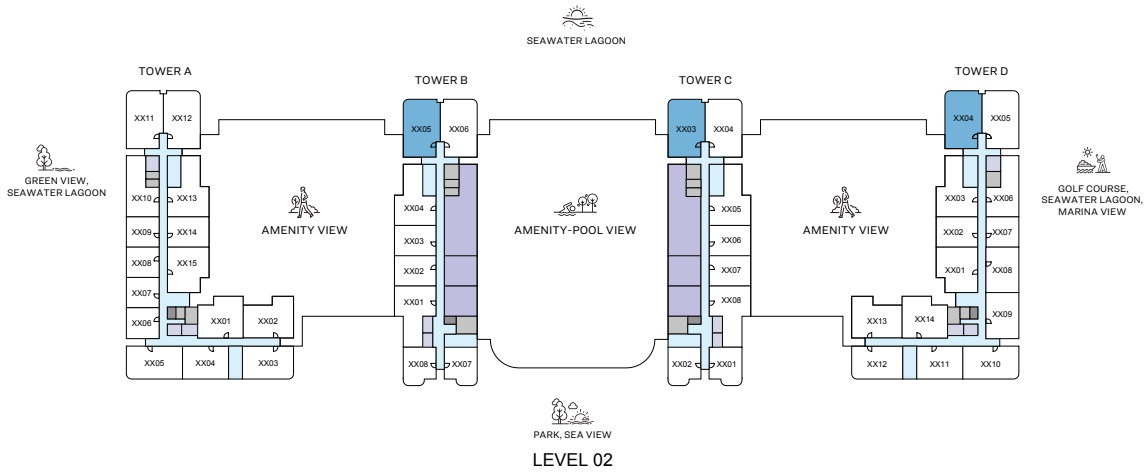 SEAWATER LAGOON
TOWER A
TOWER B
TOWER C
TOWER D
XX11
XX12
XX05
XX06
XX03
XX04
XX04
XX05
GREEN VIEW,
SEAWATER LAGOON
GOLF COURSE,
SEAWATER LAGOON,
MARINA VIEW
XX10
XX13
XX04
XX05
XX03
XX06
AMENITY VIEW
AMENITY-POOL VIEW
AMENITY VIEW
XX09
XX14
XX03
XX06
XX02
XX07
XX08
XX15
XX02
XX07
XX01
XX08
XX07
XX01
XX08
XX06
XX01
XX02
XX13
XX14
XX09
XX05
XX04
XX03
XX08
XX07
XX02
XX01
XX12
XX11
XX10
PARK, SEA VIEW
LEVEL 02